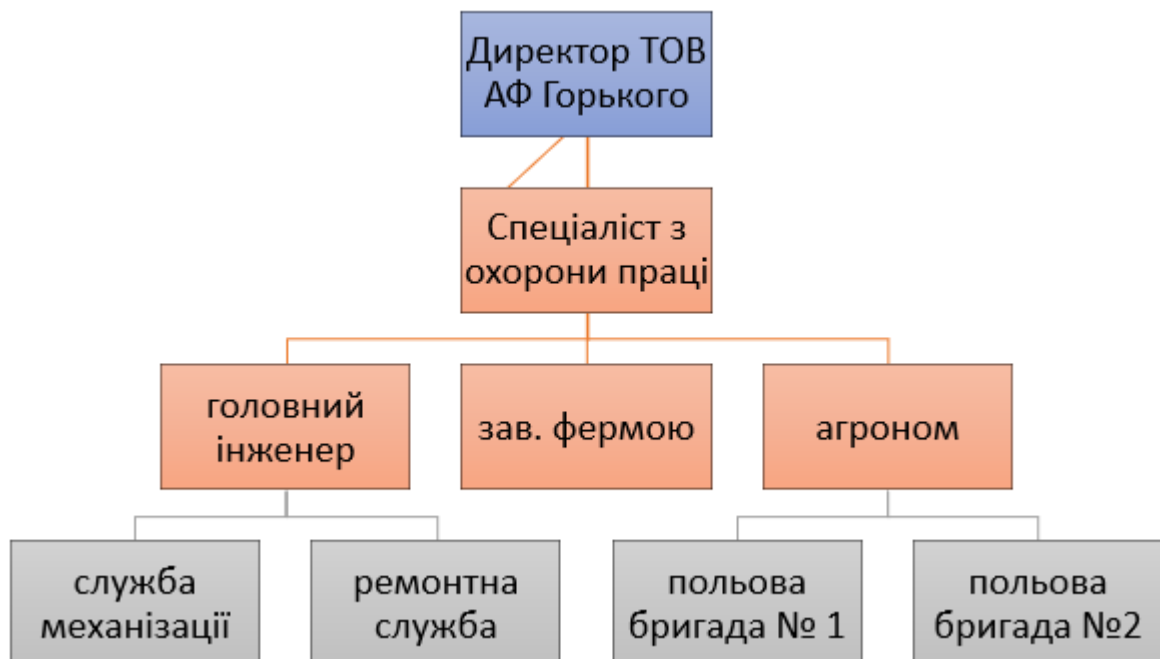 Директор ТОВ
АФ Горького
Спеціаліст з
охорони праці
головний
інженер
зав. фермою
агроном
служба
механізації
ремонтна
служба
польова
бригада № 1
польова
бригада №2